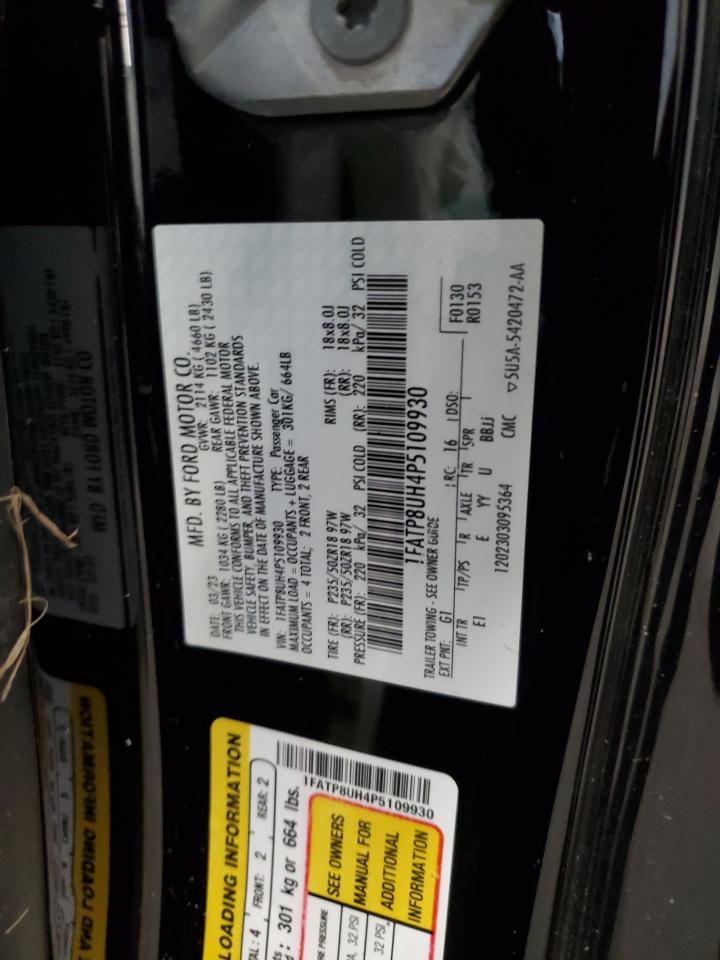 MFD. BY FORD MOTOR CO.
DATE: 03/23 GVWR: 2114 KG ( 4660 LB)
FRONT GAWR: 1034 KG ( 2280 LB) REAR GAWR: 1102 KG ( 2430 LB)
THIS VEHICLE CONFORMS TO ALL APPLICABLE FEDERAL MOTOR
VEHICLE SAFETY, BUMPER, AND THEFT PREVENTION STANDARDS
IN EFFECT ON THE DATE OF MANUFACTURE SHOWN ABOVE.
VIN: 1FATP8UH4P5109930 TYPE: Passenger Car
MAXIMUM LOAD = OCCUPANTS + LUGGAGE = 301KG/ 664LB
OCCUPANTS = 4 TOTAL: 2 FRONT, 2 REAR
TIRE (FR): P235/50ZR18 97W RIMS (FR): 18x8.0J
(RR): P235/50ZR18 97W (RR): 18x8.0J
PRESSURE (FR): 220 kPa/ 32 PSI COLD (RR): 220 kPa/ 32 PSI COLD
1FATP8UH4P5109930
TRAILER TOWING - SEE OWNER GUIDE
F0130
EXT PNT: G1 RC: 16 DSO: R0153
INT TR TP/PS R AXLE TR SPR
E1 E YY U BBJJ
1202303095364 CMC ▽5U5A-5420472-AA
LOADING INFORMATION
TAL: 4 FRONT: 2 REAR: 2
: 301 kg or 664 lbs.
1FATP8UH4P5109930
RE PRESSURE SEE OWNERS
A, 32 PSI MANUAL FOR
32 PSI ADDITIONAL
INFORMATION